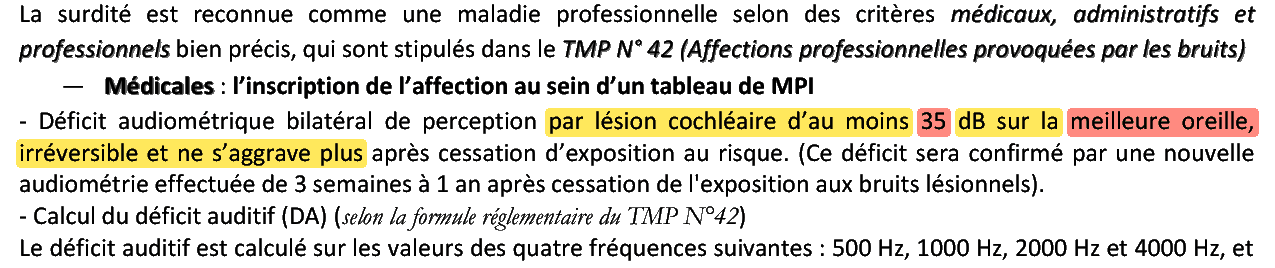 La surdité est reconnue comme une maladie professionnelle selon des critères médicaux, administratifs et
professionnels bien précis, qui sont stipulés dans le TMP N° 42 (Affections professionnelles provoquées par les bruits)
— Médicales : l’inscription de l’affection au sein d’un tableau de MPI
- Déficit audiométrique bilatéral de perception par lésion cochléaire d’au moins 35 dB sur la meilleure oreille,
irréversible et ne s’aggrave plus après cessation d’exposition au risque. (Ce déficit sera confirmé par une nouvelle
audiométrie effectuée de 3 semaines à 1 an après cessation de l'exposition aux bruits lésionnels).
- Calcul du déficit auditif (DA) (selon la formule réglementaire du TMP N°42)
Le déficit auditif est calculé sur les valeurs des quatre fréquences suivantes : 500 Hz, 1000 Hz, 2000 Hz et 4000 Hz, et